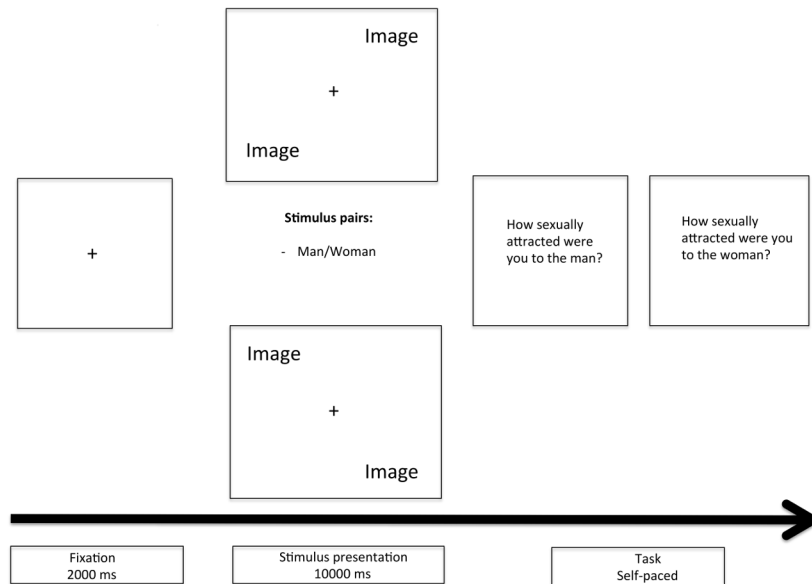 Image
+
Image
+
Stimulus pairs:
- Man/Woman
How sexually
attracted were
you to the man?
How sexually
attracted were you
to the woman?
Image
+
Image
Fixation
2000 ms
Stimulus presentation
10000 ms
Task
Self-paced